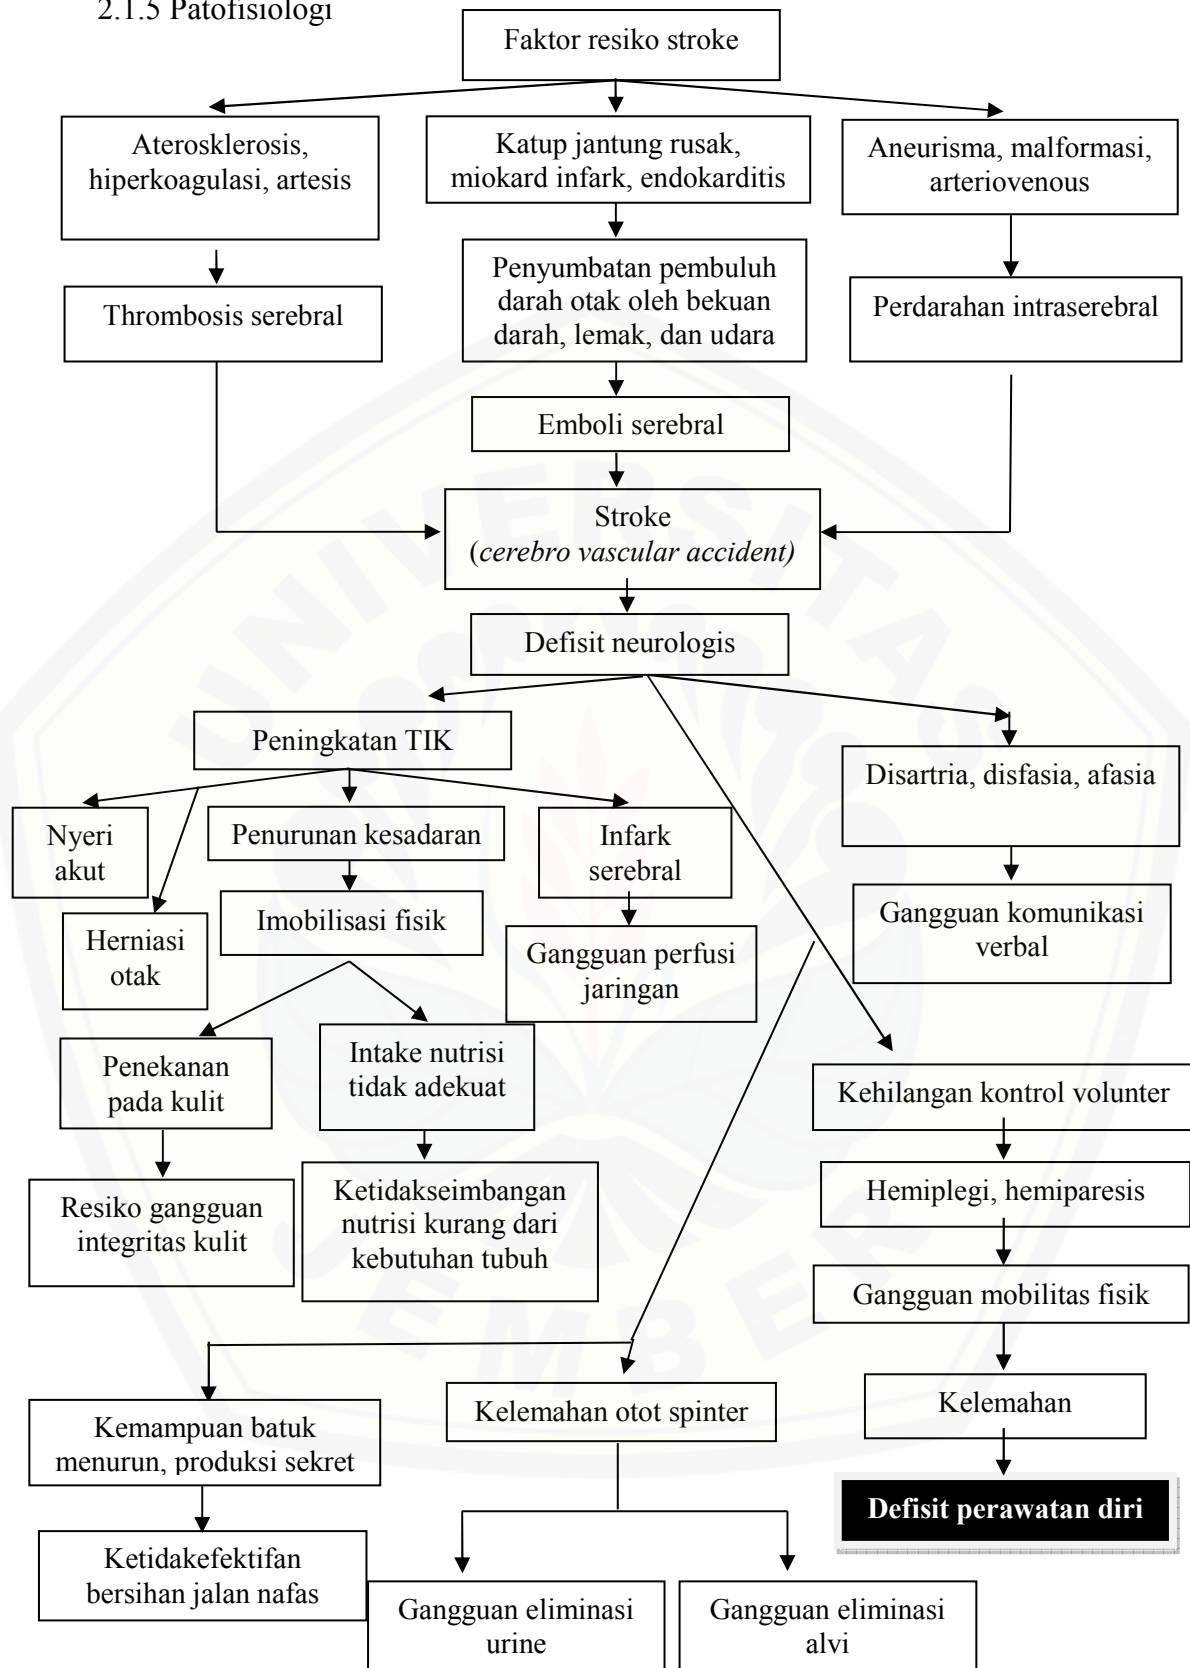 2.1.5 Patofisiologi
Faktor resiko stroke
Aterosklerosis,
hiperkoagulasi, artesis
Katup jantung rusak,
miokard infark, endokarditis
Aneurisma, malformasi,
arteriovenous
Thrombosis serebral
Penyumbatan pembuluh
darah otak oleh bekuan
darah, lemak, dan udara
Perdarahan intraserebral
Emboli serebral
Stroke
(cerebro vascular accident)
Defisit neurologis
Peningkatan TIK
Disartria, disfasia, afasia
Nyeri
akut
Penurunan kesadaran
Infark
serebral
Herniasi
otak
Imobilisasi fisik
Gangguan perfusi
jaringan
Gangguan komunikasi
verbal
Penekanan
pada kulit
Intake nutrisi
tidak adekuat
Kehilangan kontrol volunter
Resiko gangguan
integritas kulit
Ketidakseimbangan
nutrisi kurang dari
kebutuhan tubuh
Hemiplegi, hemiparesis
Gangguan mobilitas fisik
Kemampuan batuk
menurun, produksi sekret
Kelemahan otot spinter
Kelemahan
Defisit perawatan diri
Ketidakefektifan
bersihan jalan nafas
Gangguan eliminasi
urine
Gangguan eliminasi
alvi
UNIVERSITAS
JEMBER